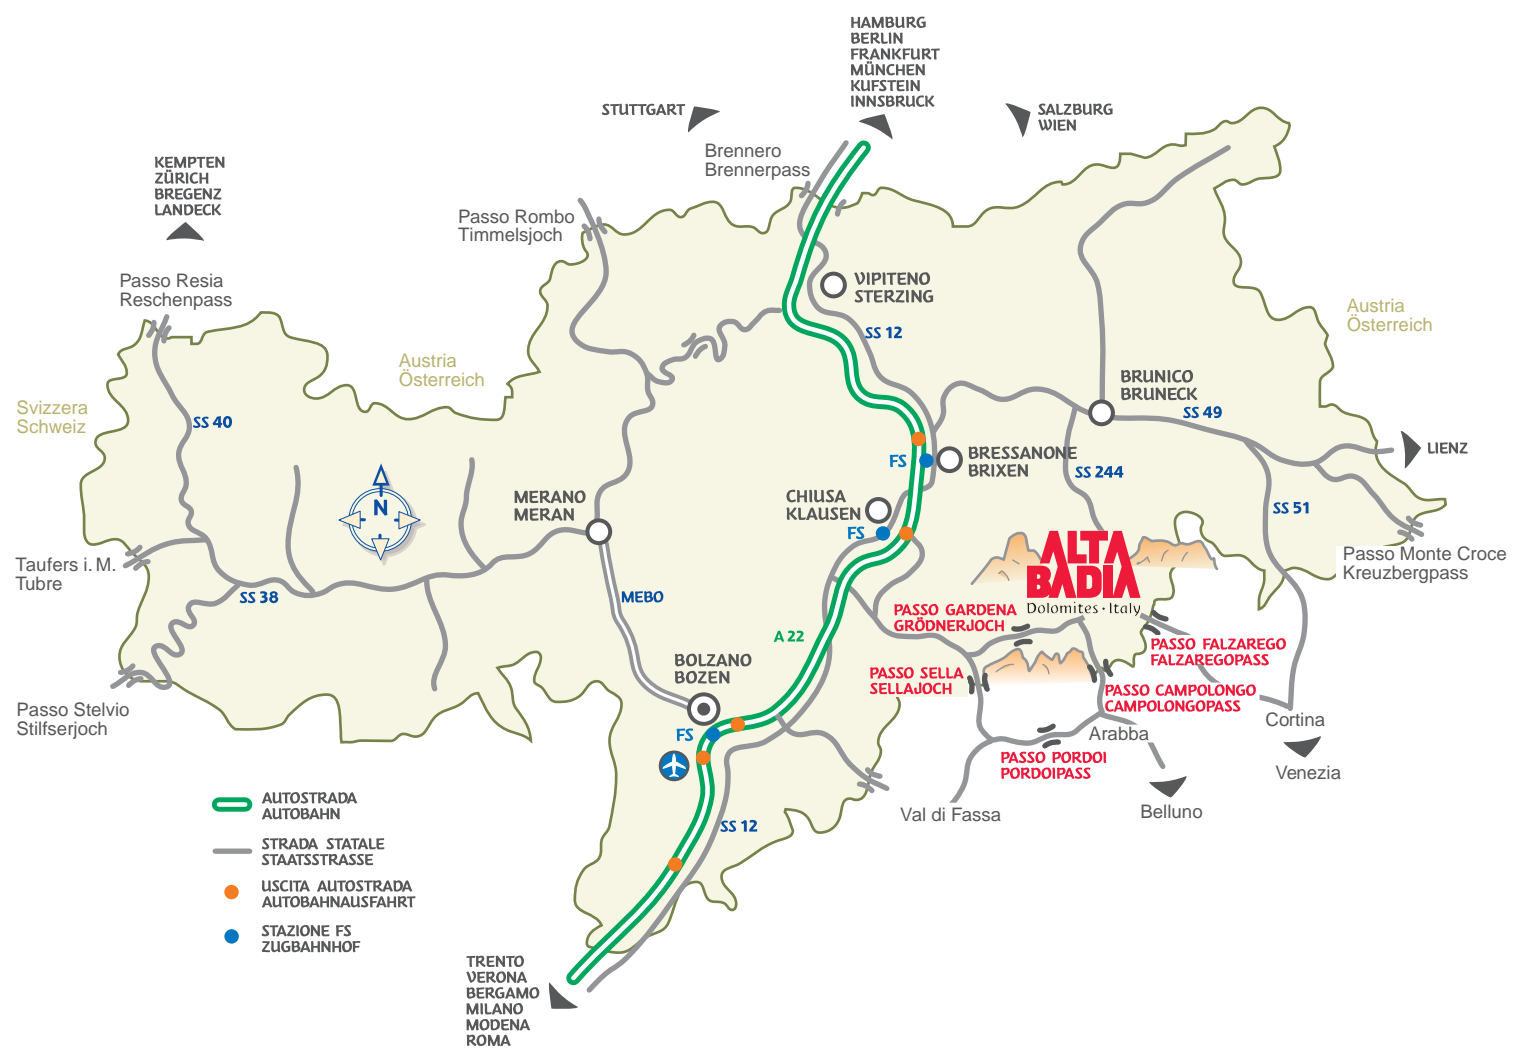 HAMBURG
BERLIN
FRANKFURT
MÜNCHEN
KUFSTEIN
INNSBRUCK
STUTTGART
SALZBURG
WIEN
Brennero
Brennerpass
KEMPTEN
ZÜRICH
BREGENZ
LANDECK
Passo Rombo
Timmelsjoch
Passo Resia
Reschenpass
VIPITENO
STERZING
SS 12
Austria
Österreich
Austria
Österreich
Svizzera
Schweiz
SS 40
BRUNICO
BRUNECK
SS 49
LIENZ
FS
BRESSANONE
BRIXEN
SS 244
N
MERANO
MERAN
CHIUSA
KLAUSEN
FS
SS 51
Taufers i. M.
Tubre
ALTA
BADIA
Dolomites · Italy
Passo Monte Croce
Kreuzbergpass
SS 38
MEBO
PASSO GARDENA
GRÖDNERJOCH
A 22
PASSO FALZAREGO
FALZAREGOPASS
BOLZANO
BOZEN
PASSO SELLA
SELLAJOCH
PASSO CAMPOLONGO
CAMPOLONGOPASS
Passo Stelvio
Stilfserjoch
FS
Arabba
Cortina
PASSO PORDOI
PORDOIPASS
Venezia
Val di Fassa
Belluno
SS 12
AUTOSTRADA
AUTOBAHN
STRADA STATALE
STAATSSTRASSE
USCITA AUTOSTRADA
AUTOBAHNAUSFAHRT
STAZIONE FS
ZUGBAHNHOF
TRENTO
VERONA
BERGAMO
MILANO
MODENA
ROMA